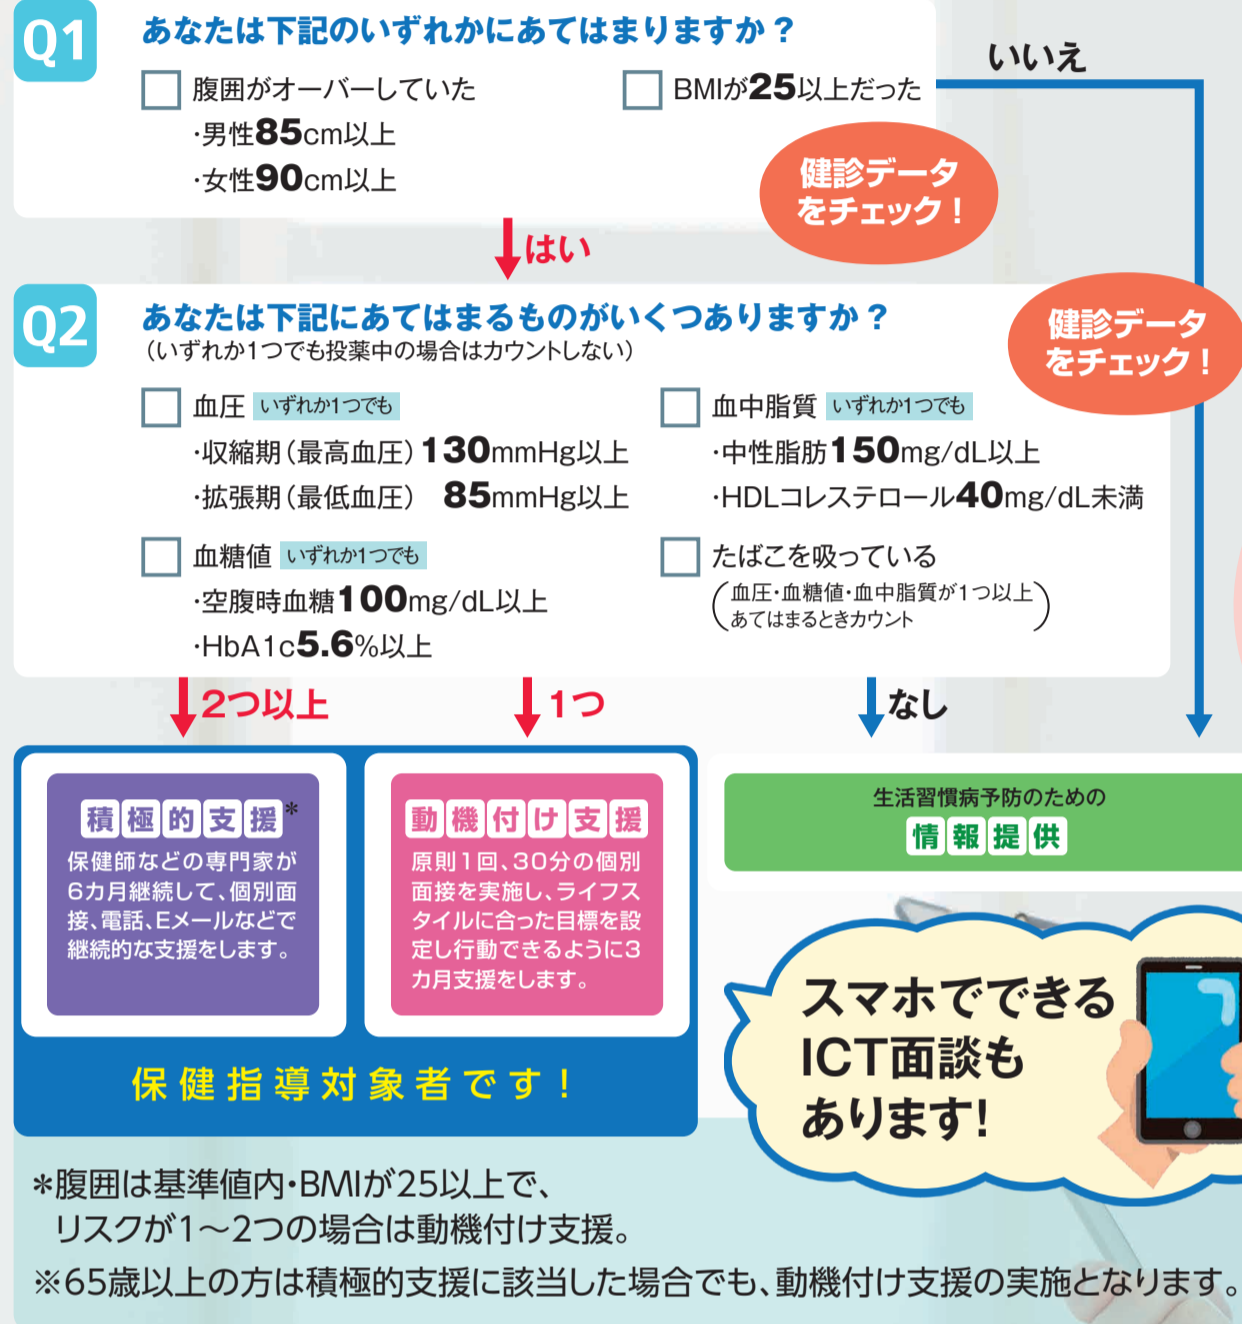 Q1
あなたは下記のいずれかにあてはまりますか？
腹囲がオーバーしていた
・男性85cm以上
・女性90cm以上
BMIが25以上だった
いいえ
健診データ
をチェック！
はい
Q2
あなたは下記にあてはまるものがいくつありますか？
（いずれか1つでも投薬中の場合はカウントしない）
健診データ
をチェック！
血圧 いずれか1つでも
・収縮期（最高血圧）130mmHg以上
・拡張期（最低血圧） 85mmHg以上
血中脂質 いずれか1つでも
・中性脂肪150mg/dL以上
・HDLコレステロール40mg/dL未満
血糖値 いずれか1つでも
・空腹時血糖100mg/dL以上
・HbA1c5.6%以上
たばこを吸っている
（血圧・血糖値・血中脂質が1つ以上
あてはまるときカウント）
2つ以上
1つ
なし
積極的支援*
保健師などの専門家が
6カ月継続して、個別面
接、電話、Eメールなどで
継続的な支援をします。
動機付け支援
原則1回、30分の個別
面接を実施し、ライフス
タイルに合った目標を設
定し行動できるように3
カ月支援をします。
保健指導対象者です！
生活習慣病予防のための
情報提供
スマホでできる
ICT面談も
あります!
*腹囲は基準値内・BMIが25以上で、
リスクが1〜2つの場合は動機付け支援。
※65歳以上の方は積極的支援に該当した場合でも、動機付け支援の実施となります。